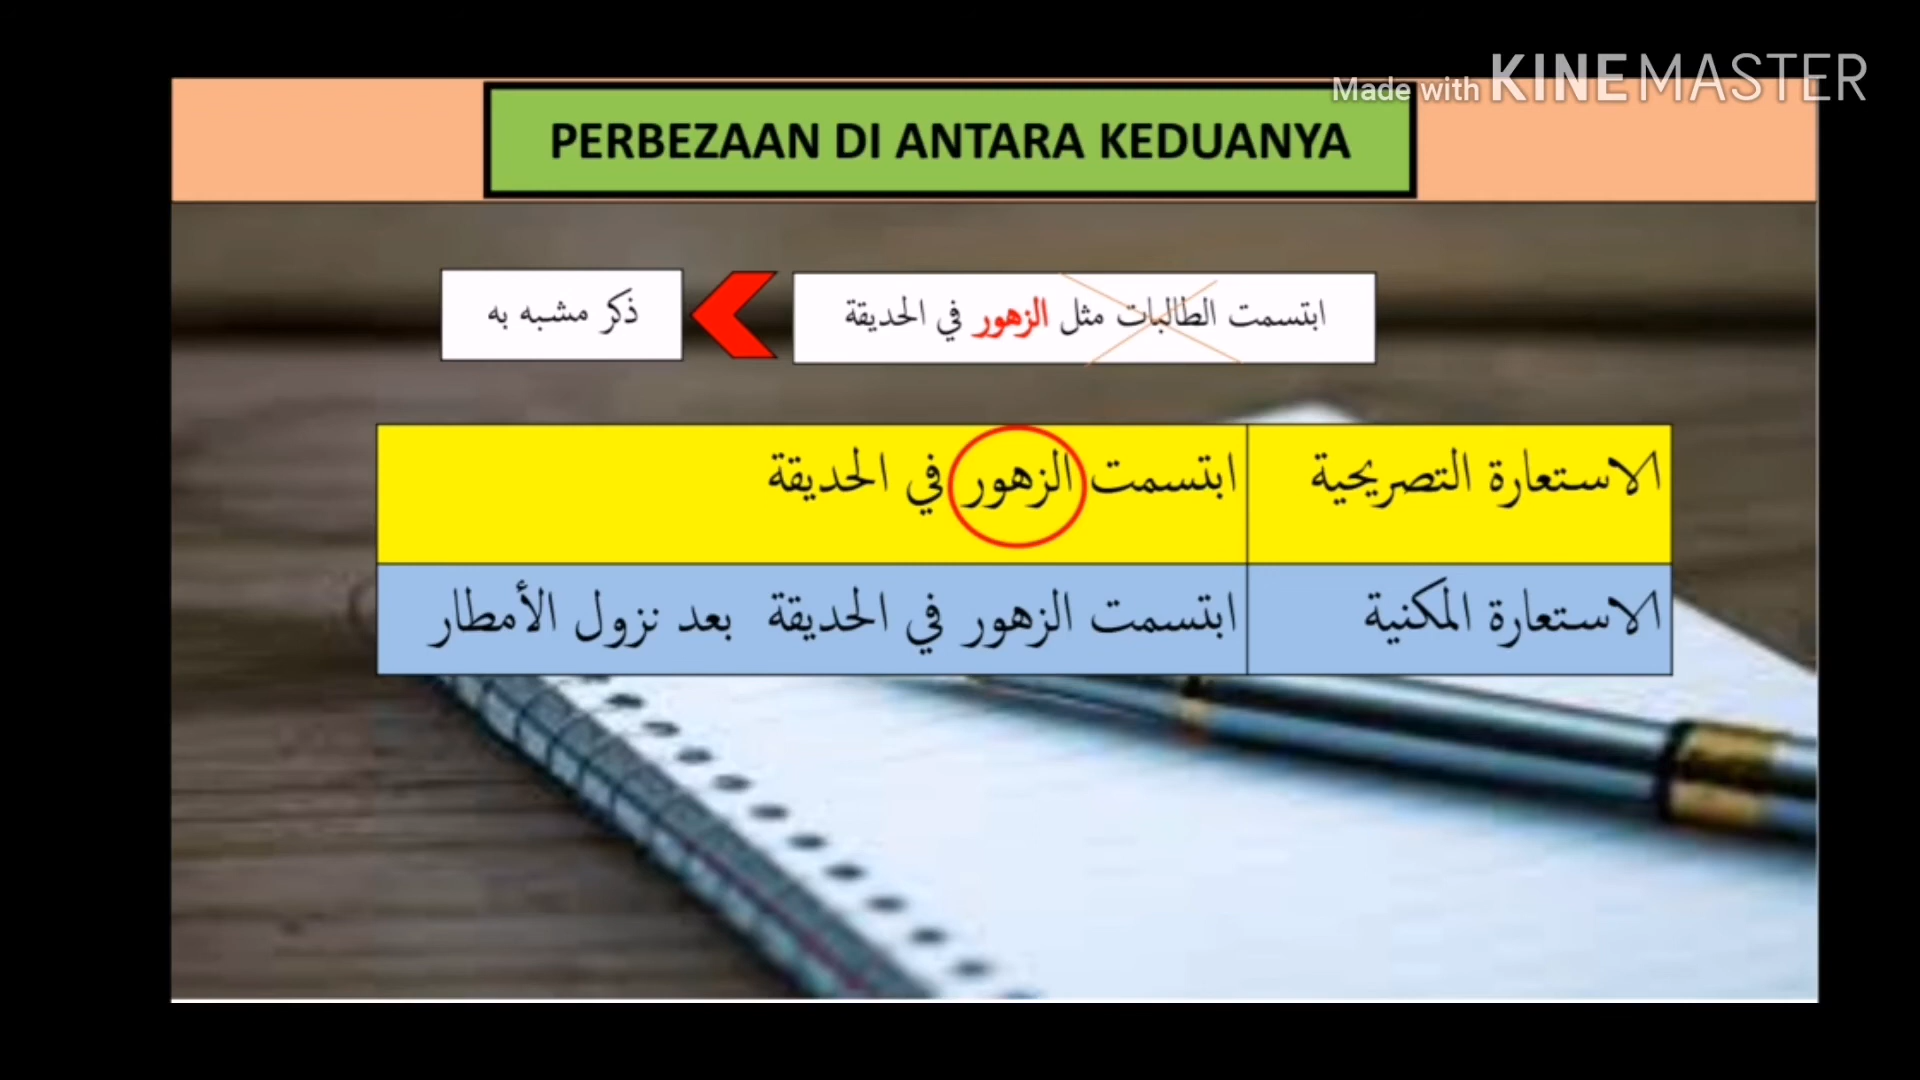 Made with KINEMASTER
PERBEZAAN DI ANTARA KEDUANYA
ابتسمت الطالبات مثل الزهور في الحديقة
ذكر مشبه به
الاستعارة التصريحية
ابتسمت الزهور في الحديقة
الاستعارة المكنية
ابتسمت الزهور في الحديقة بعد نزول الأمطار